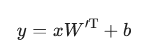 y = xW'ᵀ + b